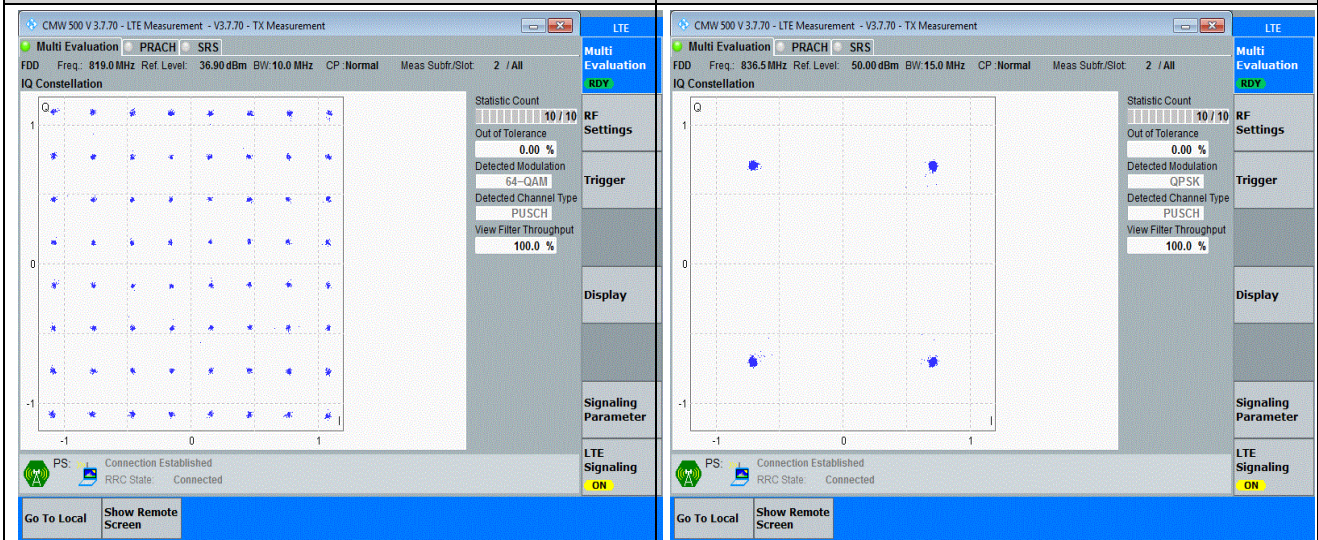 CMW 500 V 3.7.70 - LTE Measurement - V3.7.70 - TX Measurement
LTE
Multi Evaluation PRACH SRS
Multi
Evaluation
RDY
FDD Freq.: 819.0 MHz Ref. Level: 36.90 dBm BW: 10.0 MHz CP :Normal Meas Subfr./Slot: 2 / All
IQ Constellation
Q
1
0
-1
-1 0 1
I
Statistic Count
10 / 10
Out of Tolerance
0.00 %
Detected Modulation
64-QAM
Detected Channel Type
PUSCH
View Filter Throughput
100.0 %
RF
Settings
Trigger
Display
Signaling
Parameter
LTE
Signaling
ON
PS: Connection Established
RRC State: Connected
Go To Local
Show Remote
Screen
CMW 500 V 3.7.70 - LTE Measurement - V3.7.70 - TX Measurement
LTE
Multi Evaluation PRACH SRS
Multi
Evaluation
RDY
FDD Freq.: 836.5 MHz Ref. Level: 50.00 dBm BW: 15.0 MHz CP :Normal Meas Subfr./Slot: 2 / All
IQ Constellation
Q
1
0
-1
-1 0 1
I
Statistic Count
10 / 10
Out of Tolerance
0.00 %
Detected Modulation
QPSK
Detected Channel Type
PUSCH
View Filter Throughput
100.0 %
RF
Settings
Trigger
Display
Signaling
Parameter
LTE
Signaling
ON
PS: Connection Established
RRC State: Connected
Go To Local
Show Remote
Screen